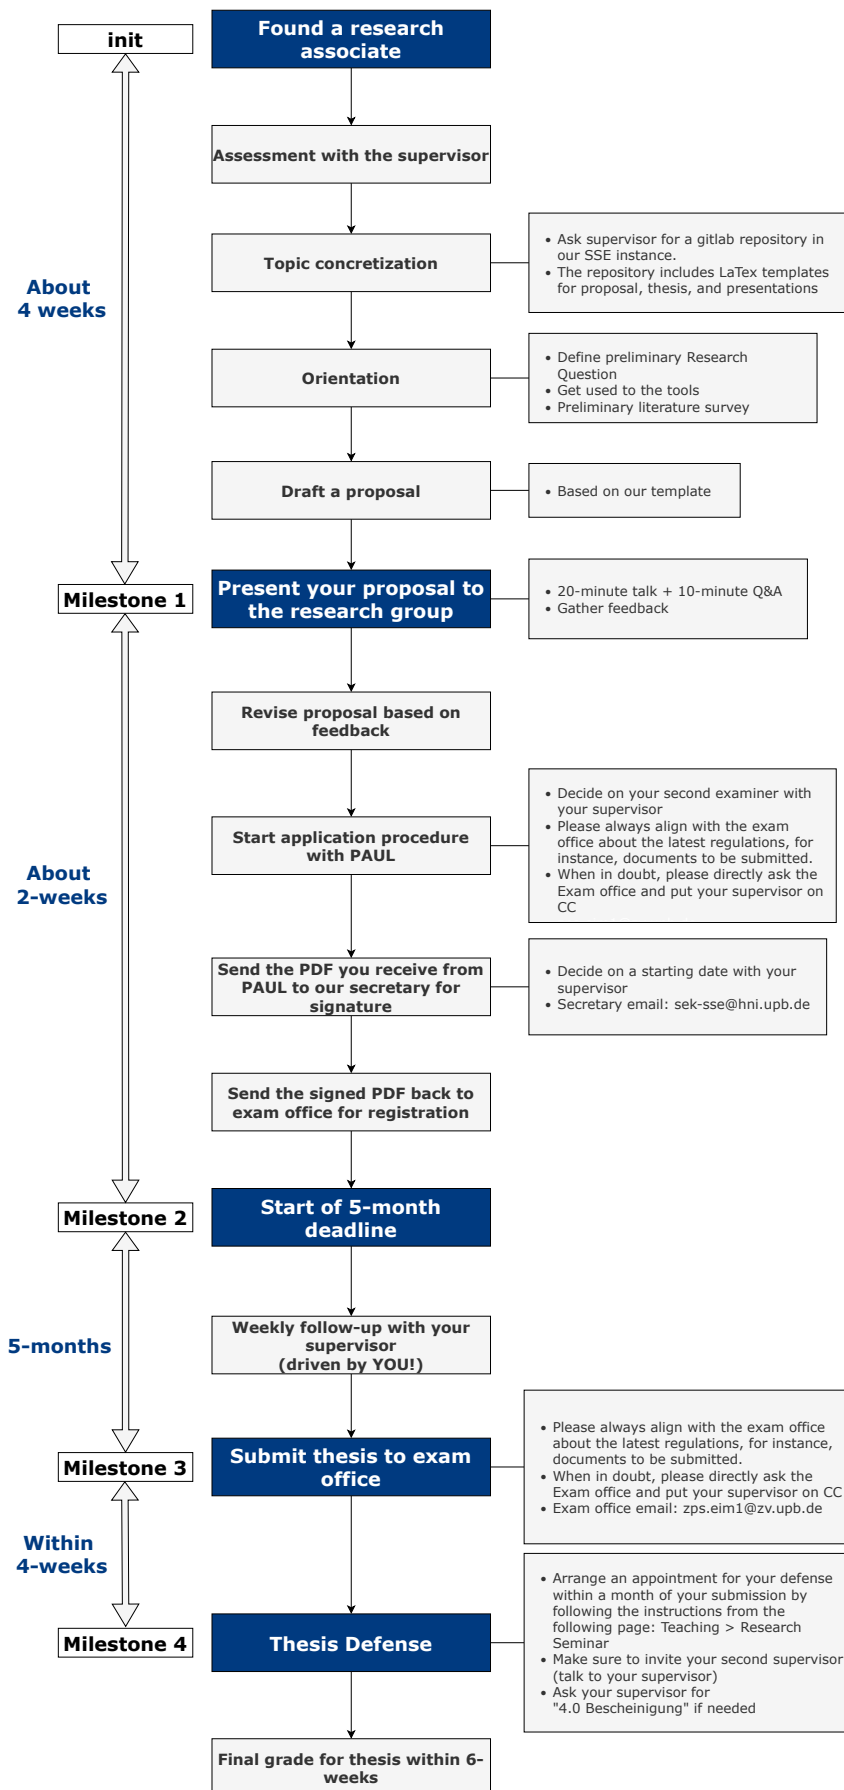 init
Found a research
associate
Assessment with the supervisor
Topic concretization
• Ask supervisor for a gitlab repository in
our SSE instance.
• The repository includes LaTex templates
for proposal, thesis, and presentations
About
4 weeks
Orientation
• Define preliminary Research
Question
• Get used to the tools
• Preliminary literature survey
Draft a proposal
• Based on our template
Milestone 1
Present your proposal to
the research group
• 20-minute talk + 10-minute Q&A
• Gather feedback
Revise proposal based on
feedback
Start application procedure
with PAUL
• Decide on your second examiner with
your supervisor
• Please always align with the exam
office about the latest regulations, for
instance, documents to be submitted.
• When in doubt, please directly ask the
Exam office and put your supervisor on
CC
About
2-weeks
Send the PDF you receive from
PAUL to our secretary for
signature
• Decide on a starting date with your
supervisor
• Secretary email: sek-sse@hni.upb.de
Send the signed PDF back to
exam office for registration
Milestone 2
Start of 5-month
deadline
5-months
Weekly follow-up with your
supervisor
(driven by YOU!)
Milestone 3
Submit thesis to exam
office
• Please always align with the exam office
about the latest regulations, for instance,
documents to be submitted.
• When in doubt, please directly ask the
Exam office and put your supervisor on CC
• Exam office email: zps.eim1@zv.upb.de
Within
4-weeks
Milestone 4
Thesis Defense
• Arrange an appointment for your defense
within a month of your submission by
following the instructions from the
following page: Teaching > Research
Seminar
• Make sure to invite your second supervisor
(talk to your supervisor)
• Ask your supervisor for
"4.0 Bescheinigung" if needed
Final grade for thesis within 6-
weeks